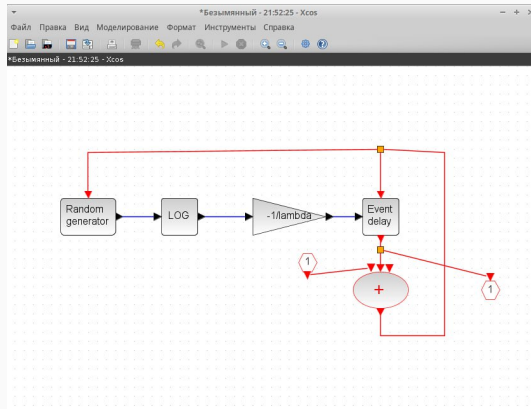 *Безымянный - 21:52:25 - Xcos
Файл Правка Вид Моделирование Формат Инструменты Справка
*Безымянный - 21:52:25 - Xcos
Random
generator
LOG
-1/lambda
Event
delay
1
+
1